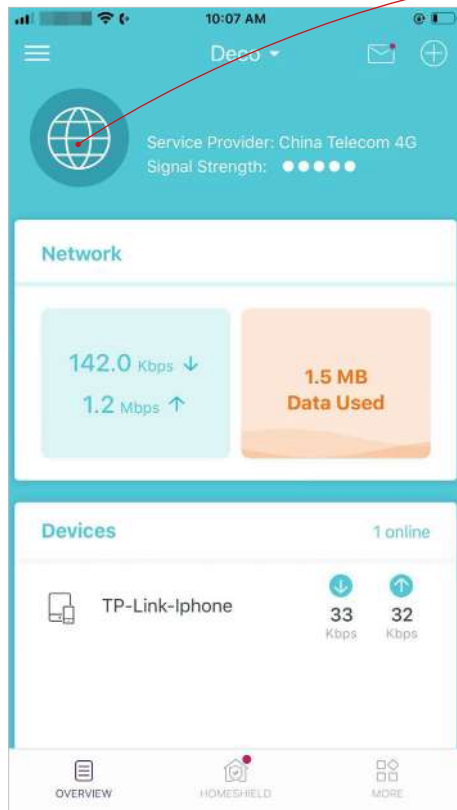 10:07 AM
Deco
Service Provider: China Telecom 4G
Signal Strength:
Network
142.0 Kbps ↓
1.2 Mbps ↑
1.5 MB
Data Used
Devices
1 online
TP-Link-Iphone
33
32
Kbps
Kbps
OVERVIEW
HOMESHIELD
MORE